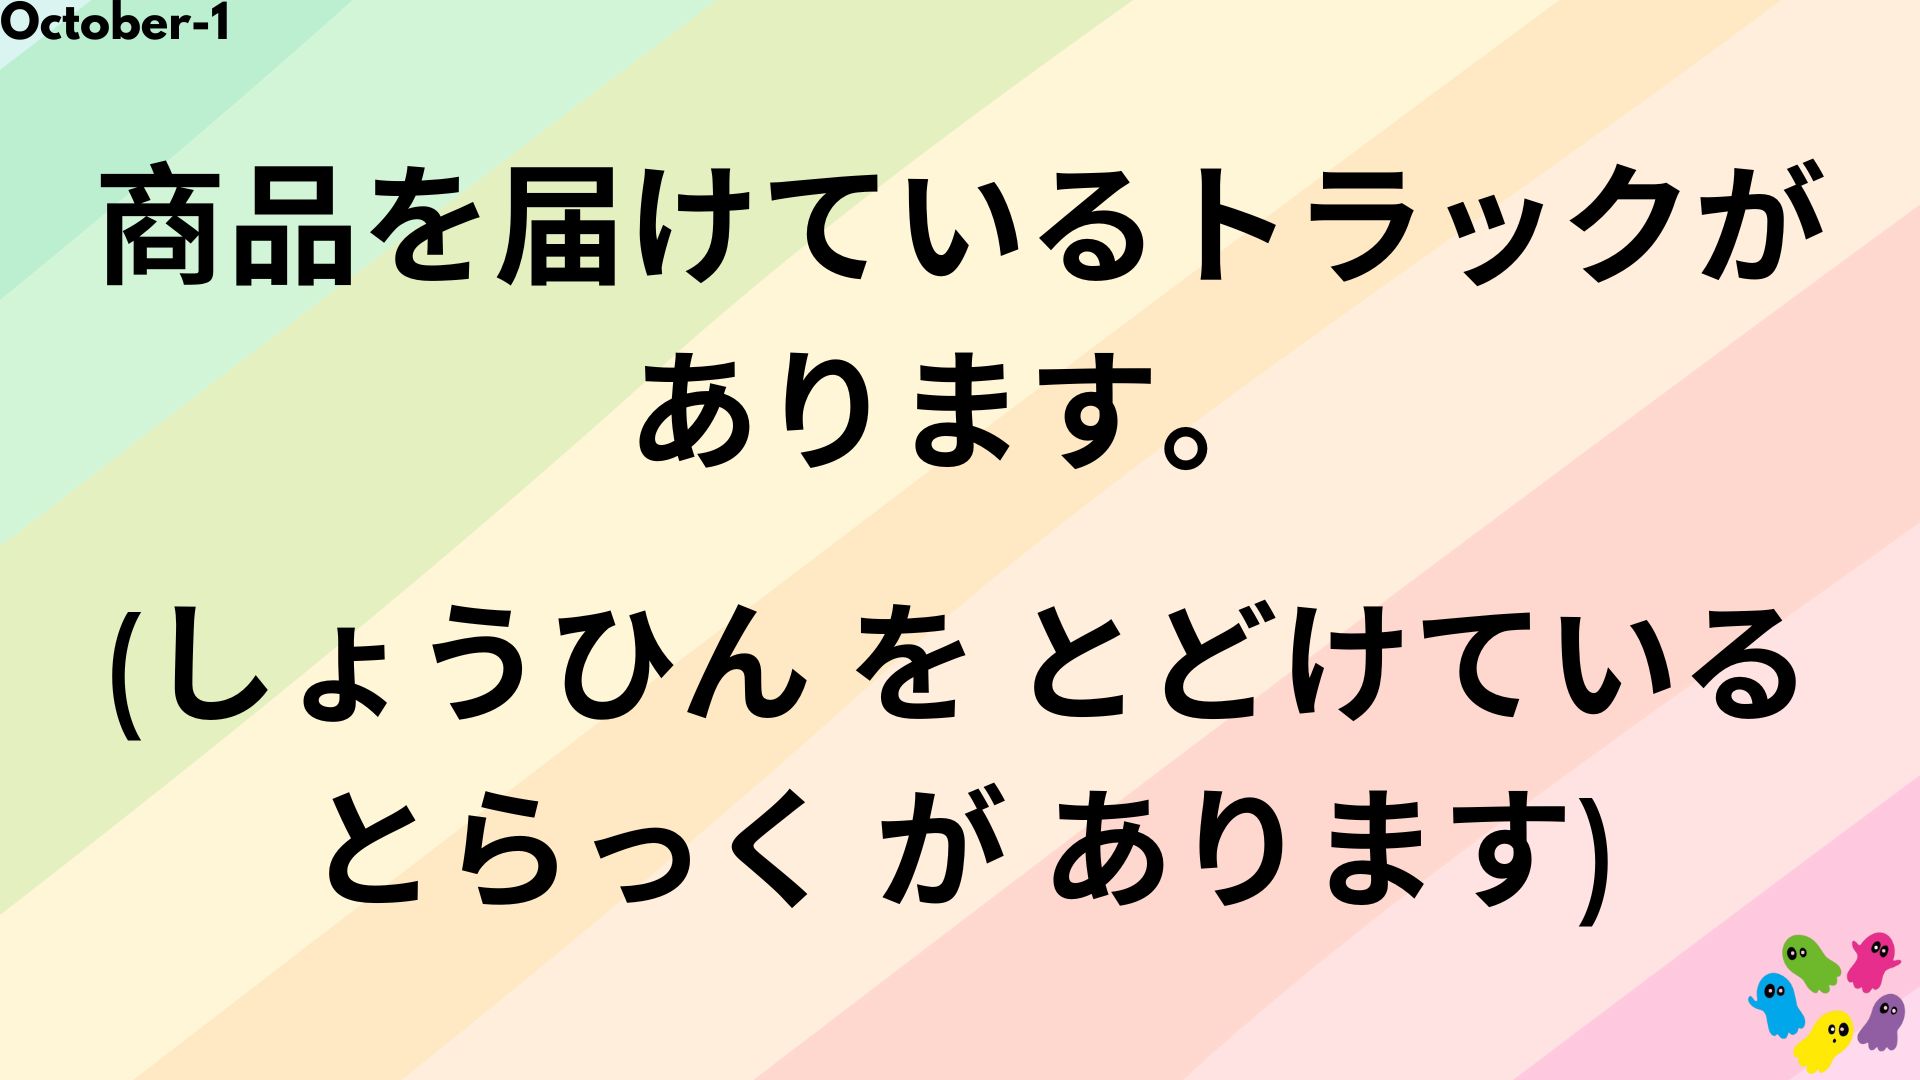 October-1
商品を届けているトラックが
あります。
(しょうひん を とどけている
とらっく が あります)